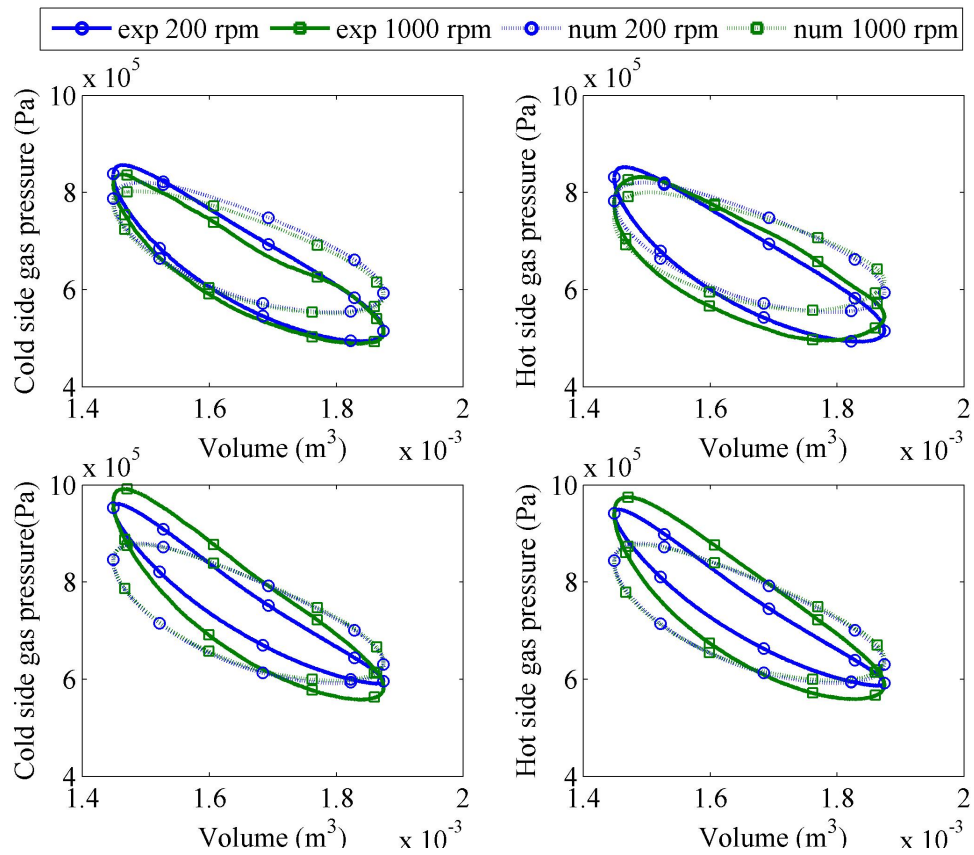 exp 200 rpm exp 1000 rpm num 200 rpm num 1000 rpm
x 10^5
10
8
6
4
Cold side gas pressure (Pa)
1.4 1.6 1.8 2
Volume (m^3) x 10^-3
x 10^5
10
8
6
4
Hot side gas pressure (Pa)
1.4 1.6 1.8 2
Volume (m^3) x 10^-3
x 10^5
10
8
6
4
Cold side gas pressure(Pa)
1.4 1.6 1.8 2
Volume (m^3) x 10^-3
x 10^5
10
8
6
4
Hot side gas pressure (Pa)
1.4 1.6 1.8 2
Volume (m^3) x 10^-3